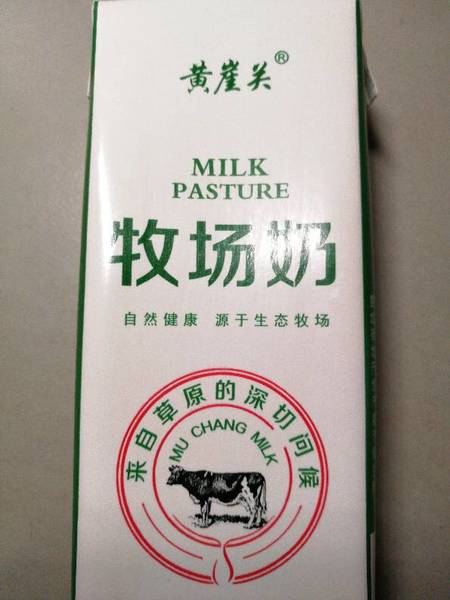 黄崖关®
MILK
PASTURE
牧场奶
自然健康 源于生态牧场
来自草原的深切问候
MU CHANG MILK